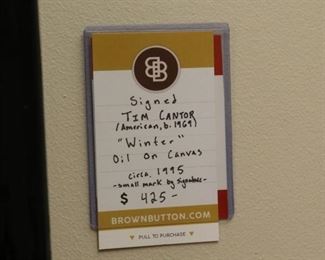 BB
Signed
TIM CANTOR
(American, b. 1969)
"Winter"
Oil on Canvas
circa. 1995
-small mark by signature-
$ 425-
BROWNBUTTON.COM
▼ PULL TO PURCHASE ▼